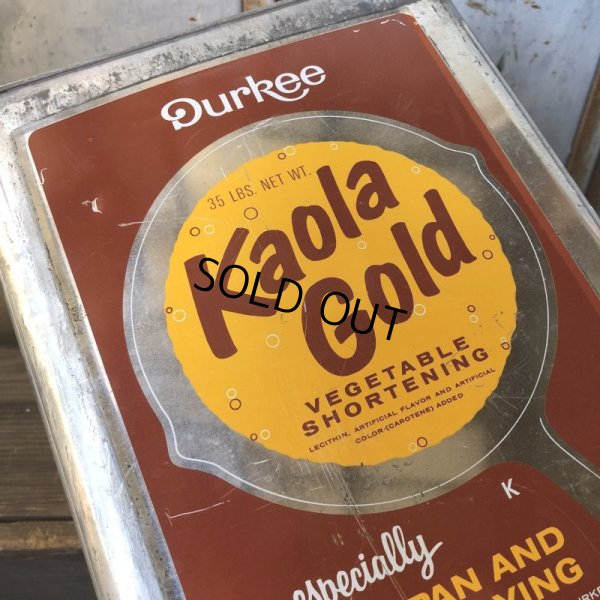 Durkee
35 LBS. NET WT.
Kaola
Gold
SOLD OUT
VEGETABLE
SHORTENING
LECITHIN, ARTIFICIAL FLAVOR AND ARTIFICIAL
COLOR (CAROTENE) ADDED
K
especially
PAN AND